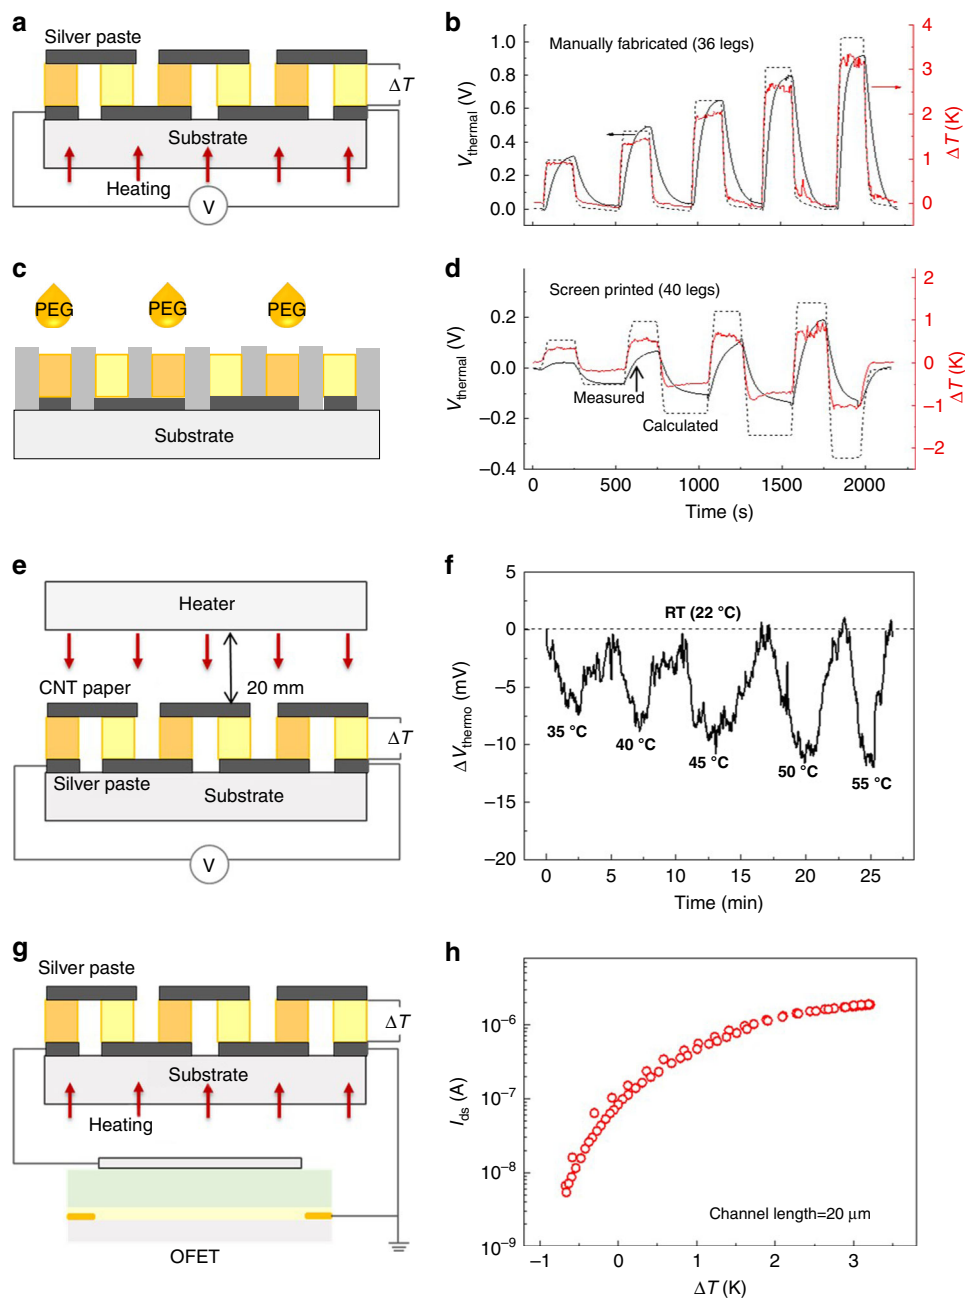 a
Silver paste
ΔT
Substrate
Heating
V
b
Manually fabricated (36 legs)
1.0
0.8
0.6
0.4
0.2
0.0
V thermal (V)
4
3
2
1
0
ΔT (K)
c
PEG PEG PEG
Substrate
d
Screen printed (40 legs)
0.2
0.0
−0.2
−0.4
V thermal (V)
Measured
Calculated
2
1
0
−1
−2
ΔT (K)
0 500 1000 1500 2000
Time (s)
e
Heater
CNT paper
20 mm
ΔT
Silver paste
Substrate
V
f
5
0
−5
−10
−15
−20
ΔV thermo (mV)
RT (22 °C)
35 °C
40 °C
45 °C
50 °C
55 °C
0 5 10 15 20 25
Time (min)
g
Silver paste
ΔT
Substrate
Heating
OFET
h
10⁻⁶
10⁻⁷
10⁻⁸
10⁻⁹
I ds (A)
Channel length=20 μm
−1 0 1 2 3
ΔT (K)